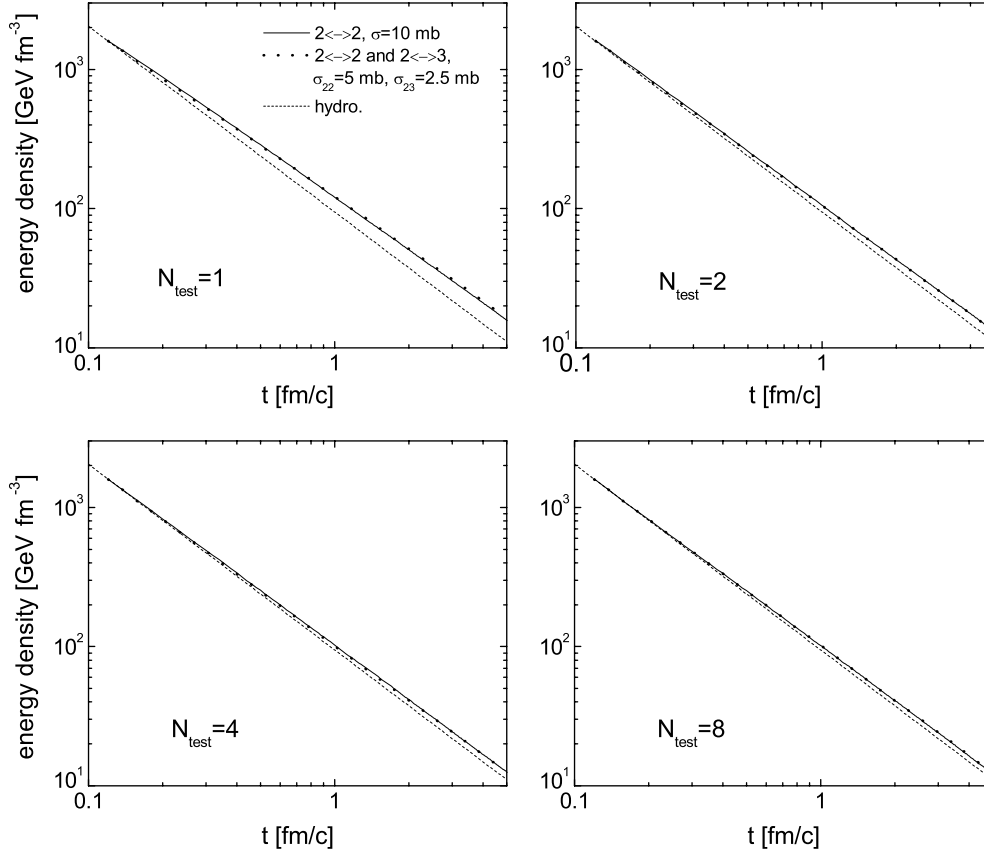 energy density [GeV fm⁻³]
10³
10²
10¹
2<->2, σ=10 mb
2<->2 and 2<->3,
σ₂₂=5 mb, σ₂₃=2.5 mb
hydro.
N_test=1
0.1
1
t [fm/c]
10³
10²
10¹
N_test=2
0.1
1
t [fm/c]
energy density [GeV fm⁻³]
10³
10²
10¹
N_test=4
0.1
1
t [fm/c]
10³
10²
10¹
N_test=8
0.1
1
t [fm/c]